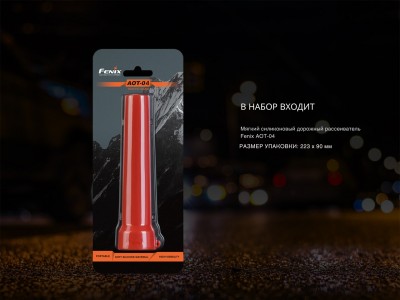 FENIX
AOT-04
В НАБОР ВХОДИТ
Мягкий силиконовый дорожный рассеиватель
Fenix AOT-04
РАЗМЕР УПАКОВКИ: 223 x 90 мм